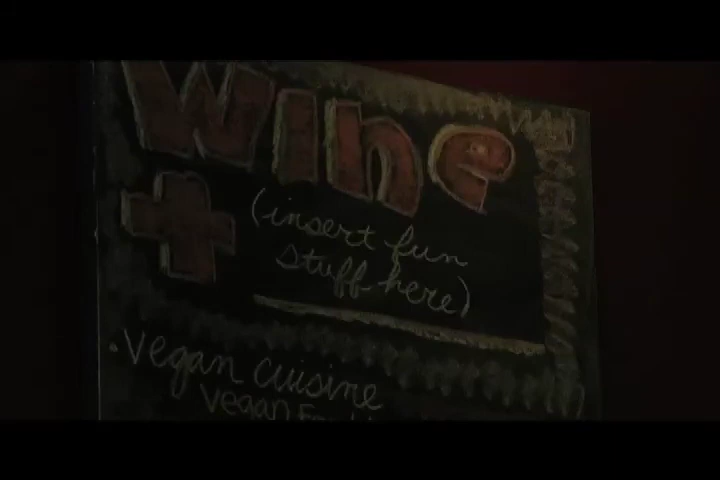 Wine
+ (insert fun
stuff here)
• Vegan cuisine
Vegan